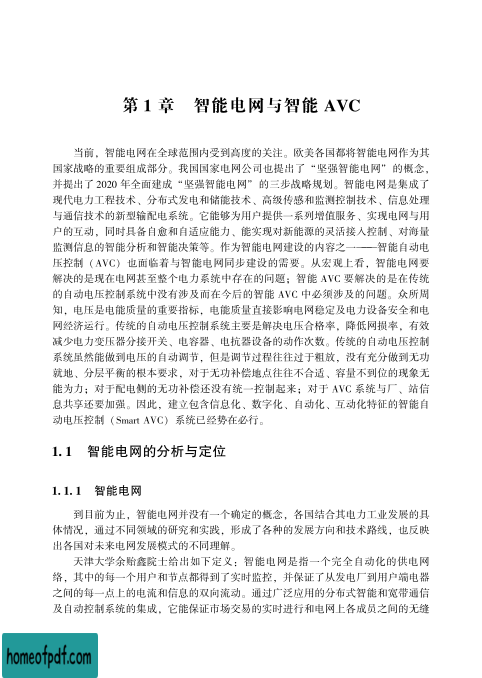 第 1 章　智能电网与智能 AVC
当前，智能电网在全球范围内受到高度的关注。欧美各国都将智能电网作为其
国家战略的重要组成部分。我国国家电网公司也提出了“坚强智能电网”的概念，
并提出了 2020 年全面建成“坚强智能电网”的三步战略规划。智能电网是集成了
现代电力工程技术、分布式发电和储能技术、高级传感和监测控制技术、信息处理
与通信技术的新型输配电系统。它能够为用户提供一系列增值服务、实现电网与用
户的互动，同时具备自愈和自适应能力、能实现对新能源的灵活接入控制、对海量
监测信息的智能分析和智能决策等。作为智能电网建设的内容之一——智能自动电
压控制（AVC）也面临着与智能电网同步建设的需要。从宏观上看，智能电网要
解决的是现在电网甚至整个电力系统中存在的问题；智能 AVC 要解决的是在传统
的自动电压控制系统中没有涉及而在今后的智能 AVC 中必须涉及的问题。众所周
知，电压是电能质量的重要指标，电能质量直接影响电网稳定及电力设备安全和电
网经济运行。传统的自动电压控制系统主要是解决电压合格率，降低网损率，有效
减少电力变压器分接开关、电容器、电抗器设备的动作次数。传统的自动电压控制
系统虽然能做到电压的自动调节，但是调节过程往往过于粗放，没有充分做到无功
就地、分层平衡的根本要求，对于无功补偿地点往往不合适、容量不到位的现象无
能为力；对于配电侧的无功补偿还没有统一控制起来；对于 AVC 系统与厂、站信
息共享还要加强。因此，建立包含信息化、数字化、自动化、互动化特征的智能自
动电压控制（Smart AVC）系统已经势在必行。
1. 1　智能电网的分析与定位
1. 1. 1　智能电网
到目前为止，智能电网并没有一个确定的概念，各国结合其电力工业发展的具
体情况，通过不同领域的研究和实践，形成了各种的发展方向和技术路线，也反映
出各国对未来电网发展模式的不同理解。
天津大学余贻鑫院士给出如下定义：智能电网是指一个完全自动化的供电网
络，其中的每一个用户和节点都得到了实时监控，并保证了从发电厂到用户端电器
之间的每一点上的电流和信息的双向流动。通过广泛应用的分布式智能和宽带通信
及自动控制系统的集成，它能保证市场交易的实时进行和电网上各成员之间的无缝
homeofpdf.com